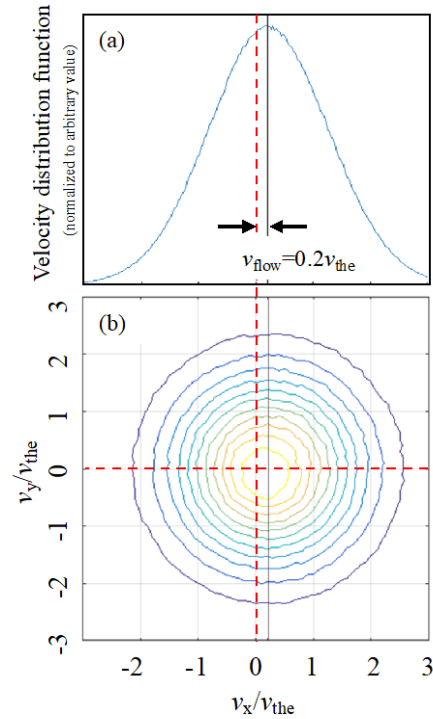 (a)
Velocity distribution function
(normalized to arbitrary value)
v_flow=0.2v_the
(b)
3
2
1
0
-1
-2
-3
v_y/v_the
-2
-1
0
1
2
3
v_x/v_the